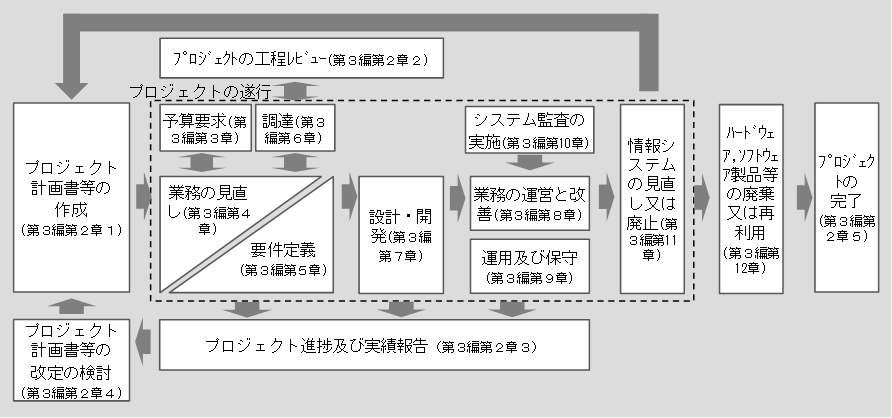 ﾌﾟﾛｼﾞｪｸﾄの工程ﾚﾋﾞｭｰ(第３編第２章２)
プロジェクトの遂行
プロジェクト
計画書等の
作成
(第３編第２章１)
予算要求(第
３編第３章)
調達(第３
編第６章)
業務の見直
し(第３編第４
章)
要件定義
(第３編第５章)
設計・開
発(第３編
第７章)
システム監査の
実施(第３編第10章)
業務の運営と改
善(第３編第８章)
運用及び保守
(第３編第９章)
情報シス
テムの見
直し又は
廃止(第
３編第11
章)
ﾊｰﾄﾞｳｪ
ｱ,ｿﾌﾄｳｪ
ｱ製品等
の廃棄
又は再
利用
(第３編第
12章)
ﾌﾟﾛｼﾞｪｸ
ﾄの
完了
(第３編第
２章５)
プロジェクト進捗及び実績報告(第３編第２章３)
プロジェクト
計画書等の
改定の検討
(第３編第２章４)